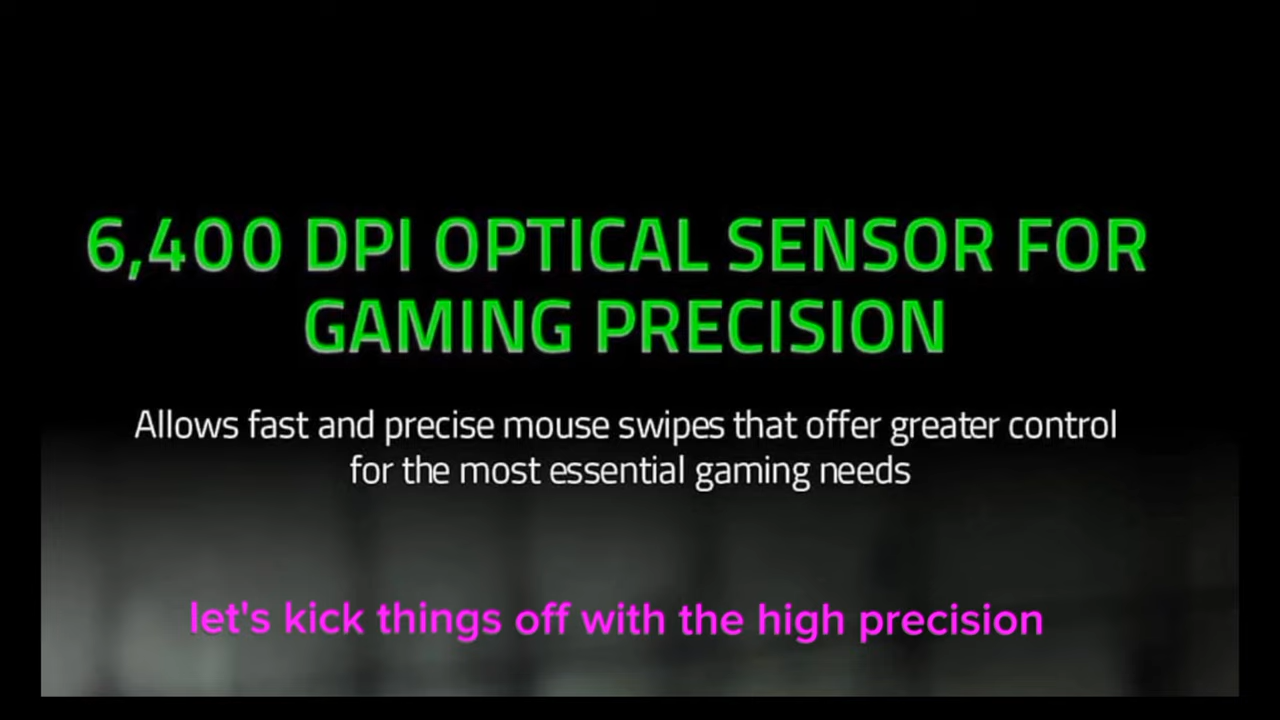 6,400 DPI OPTICAL SENSOR FOR
GAMING PRECISION
Allows fast and precise mouse swipes that offer greater control
for the most essential gaming needs
let's kick things off with the high precision